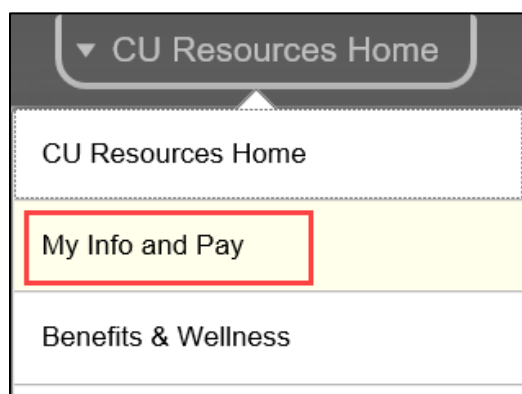 CU Resources Home
CU Resources Home
My Info and Pay
Benefits & Wellness